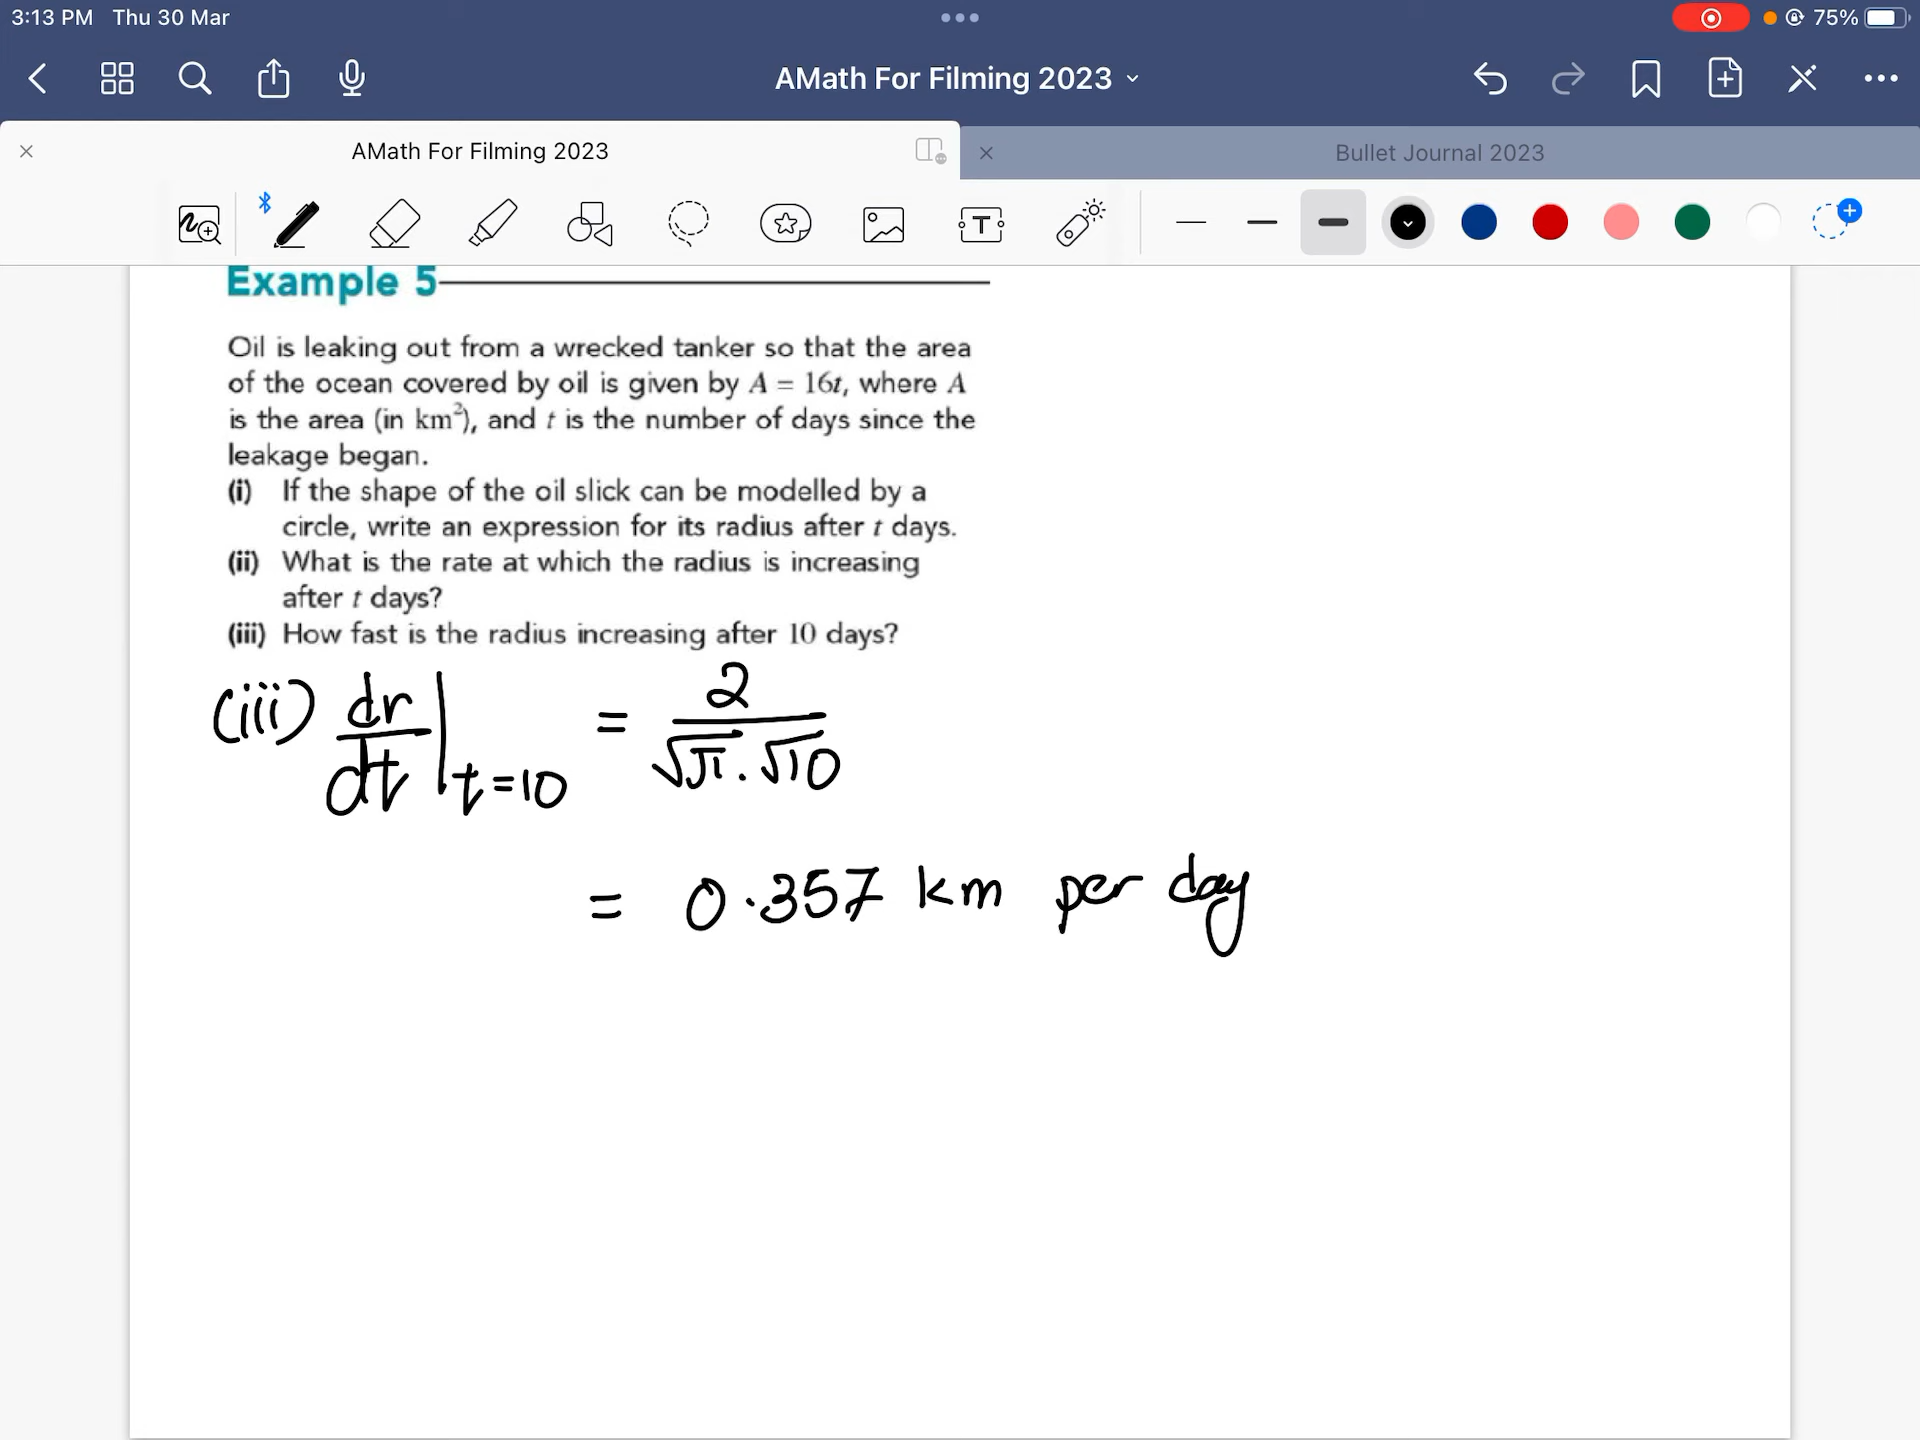 3:13 PM Thu 30 Mar
75%
AMath For Filming 2023
AMath For Filming 2023
Bullet Journal 2023
T
Example 5
Oil is leaking out from a wrecked tanker so that the area
of the ocean covered by oil is given by A = 16t, where A
is the area (in km²), and t is the number of days since the
leakage began.
(i) If the shape of the oil slick can be modelled by a
circle, write an expression for its radius after t days.
(ii) What is the rate at which the radius is increasing
after t days?
(iii) How fast is the radius increasing after 10 days?
(iii) dr/dt |t=10 = 2/(√π . √10)
= 0.357 km per day